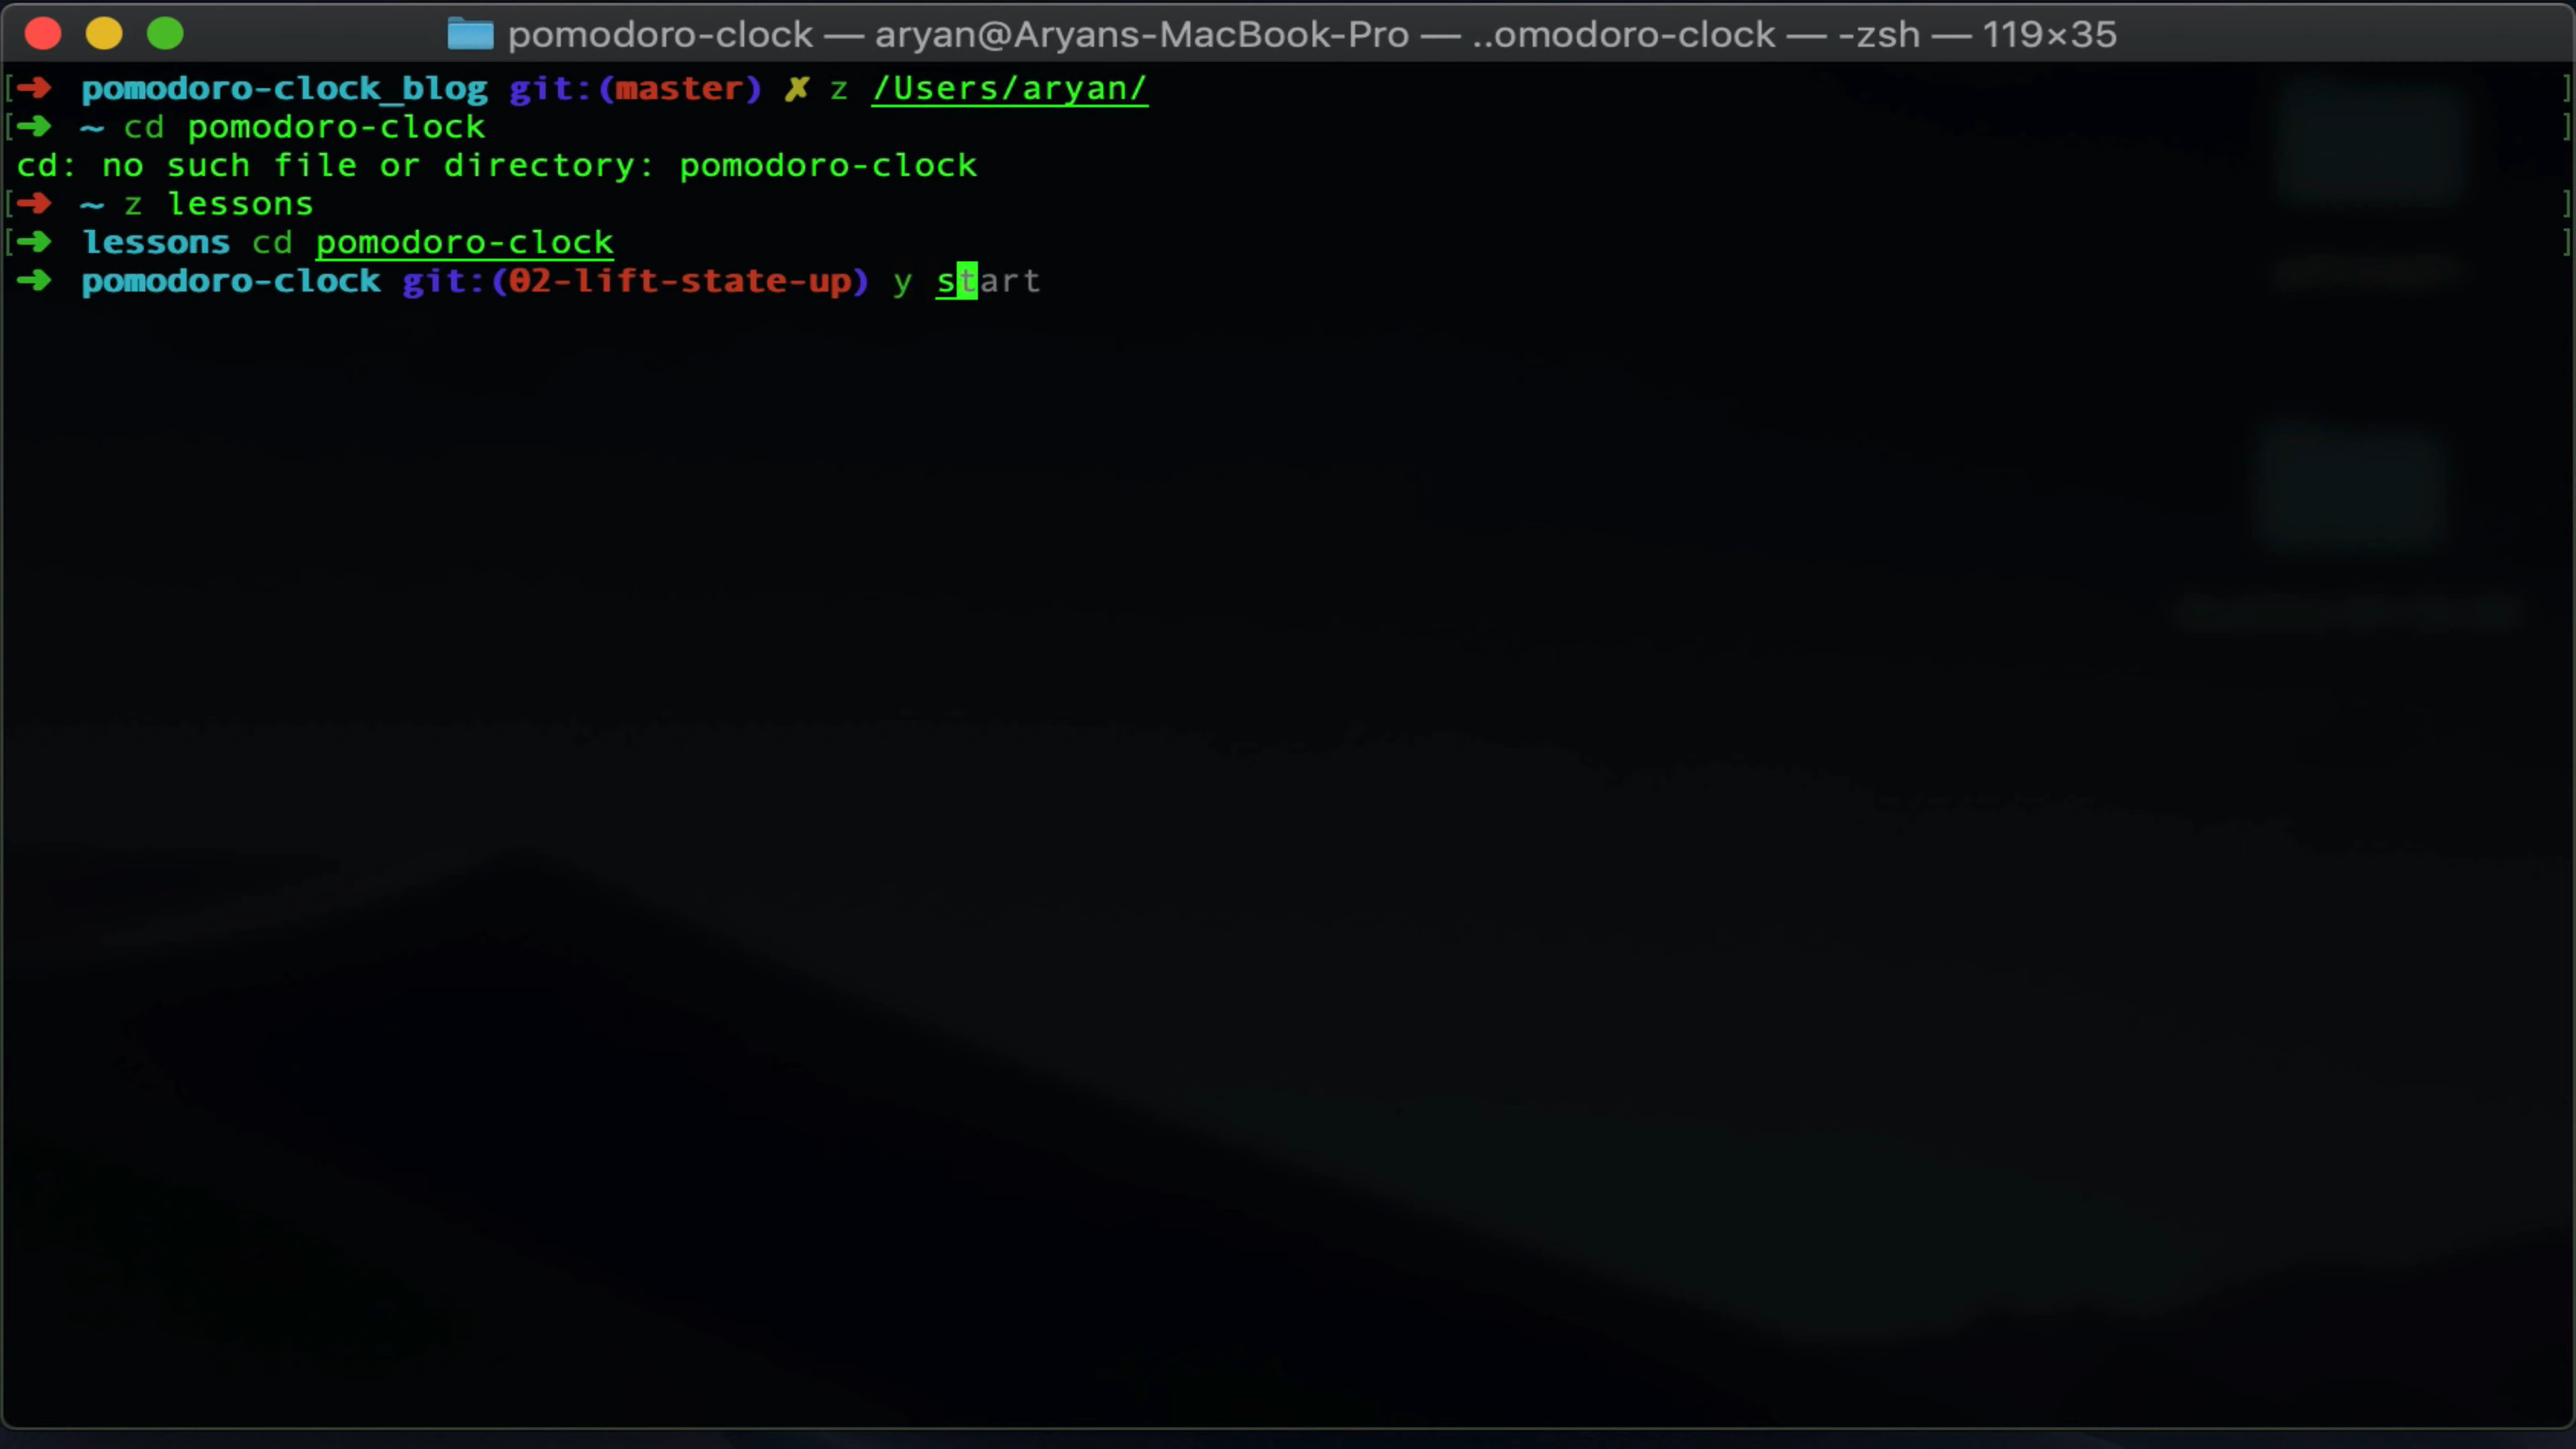 pomodoro-clock — aryan@Aryans-MacBook-Pro — ..omodoro-clock — -zsh — 119×35
[➜  pomodoro-clock_blog git:(master) ✗ z /Users/aryan/ ]
[➜  ~ cd pomodoro-clock ]
cd: no such file or directory: pomodoro-clock
[➜  ~ z lessons ]
[➜  lessons cd pomodoro-clock ]
➜  pomodoro-clock git:(02-lift-state-up) y start